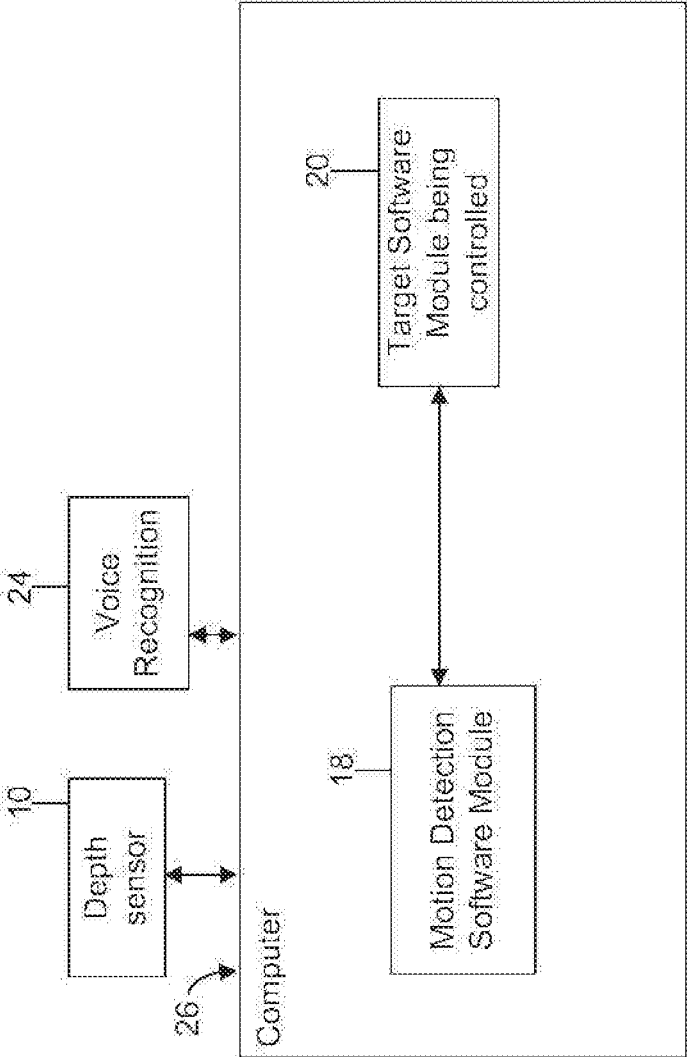 10
Depth
sensor
24
Voice
Recognition
26
Computer
18
Motion Detection
Software Module
20
Target Software
Module being
controlled